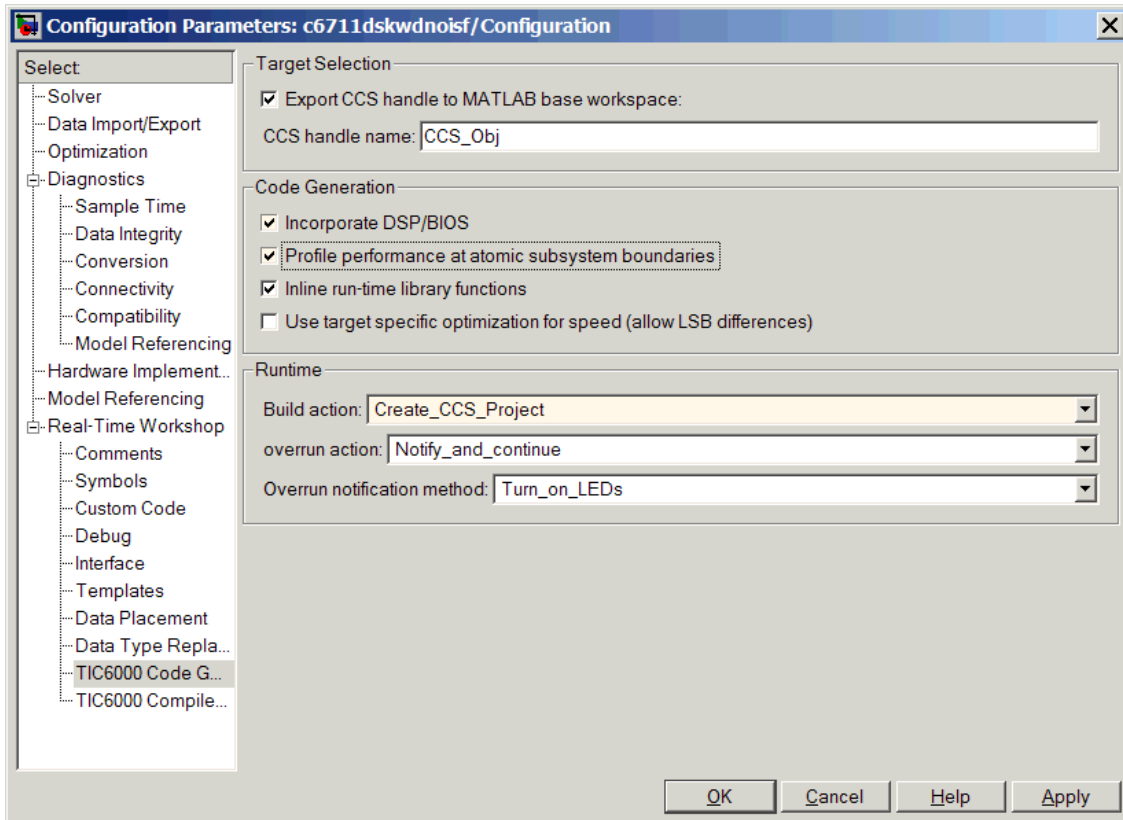 Configuration Parameters: c6711dskwdnoisf/Configuration
Select:
Solver
Data Import/Export
Optimization
Diagnostics
Sample Time
Data Integrity
Conversion
Connectivity
Compatibility
Model Referencing
Hardware Implement...
Model Referencing
Real-Time Workshop
Comments
Symbols
Custom Code
Debug
Interface
Templates
Data Placement
Data Type Repla...
TIC6000 Code G...
TIC6000 Compile...
Target Selection
Export CCS handle to MATLAB base workspace:
CCS handle name: CCS_Obj
Code Generation
Incorporate DSP/BIOS
Profile performance at atomic subsystem boundaries
Inline run-time library functions
Use target specific optimization for speed (allow LSB differences)
Runtime
Build action: Create_CCS_Project
overrun action: Notify_and_continue
Overrun notification method: Turn_on_LEDs
OK Cancel Help Apply